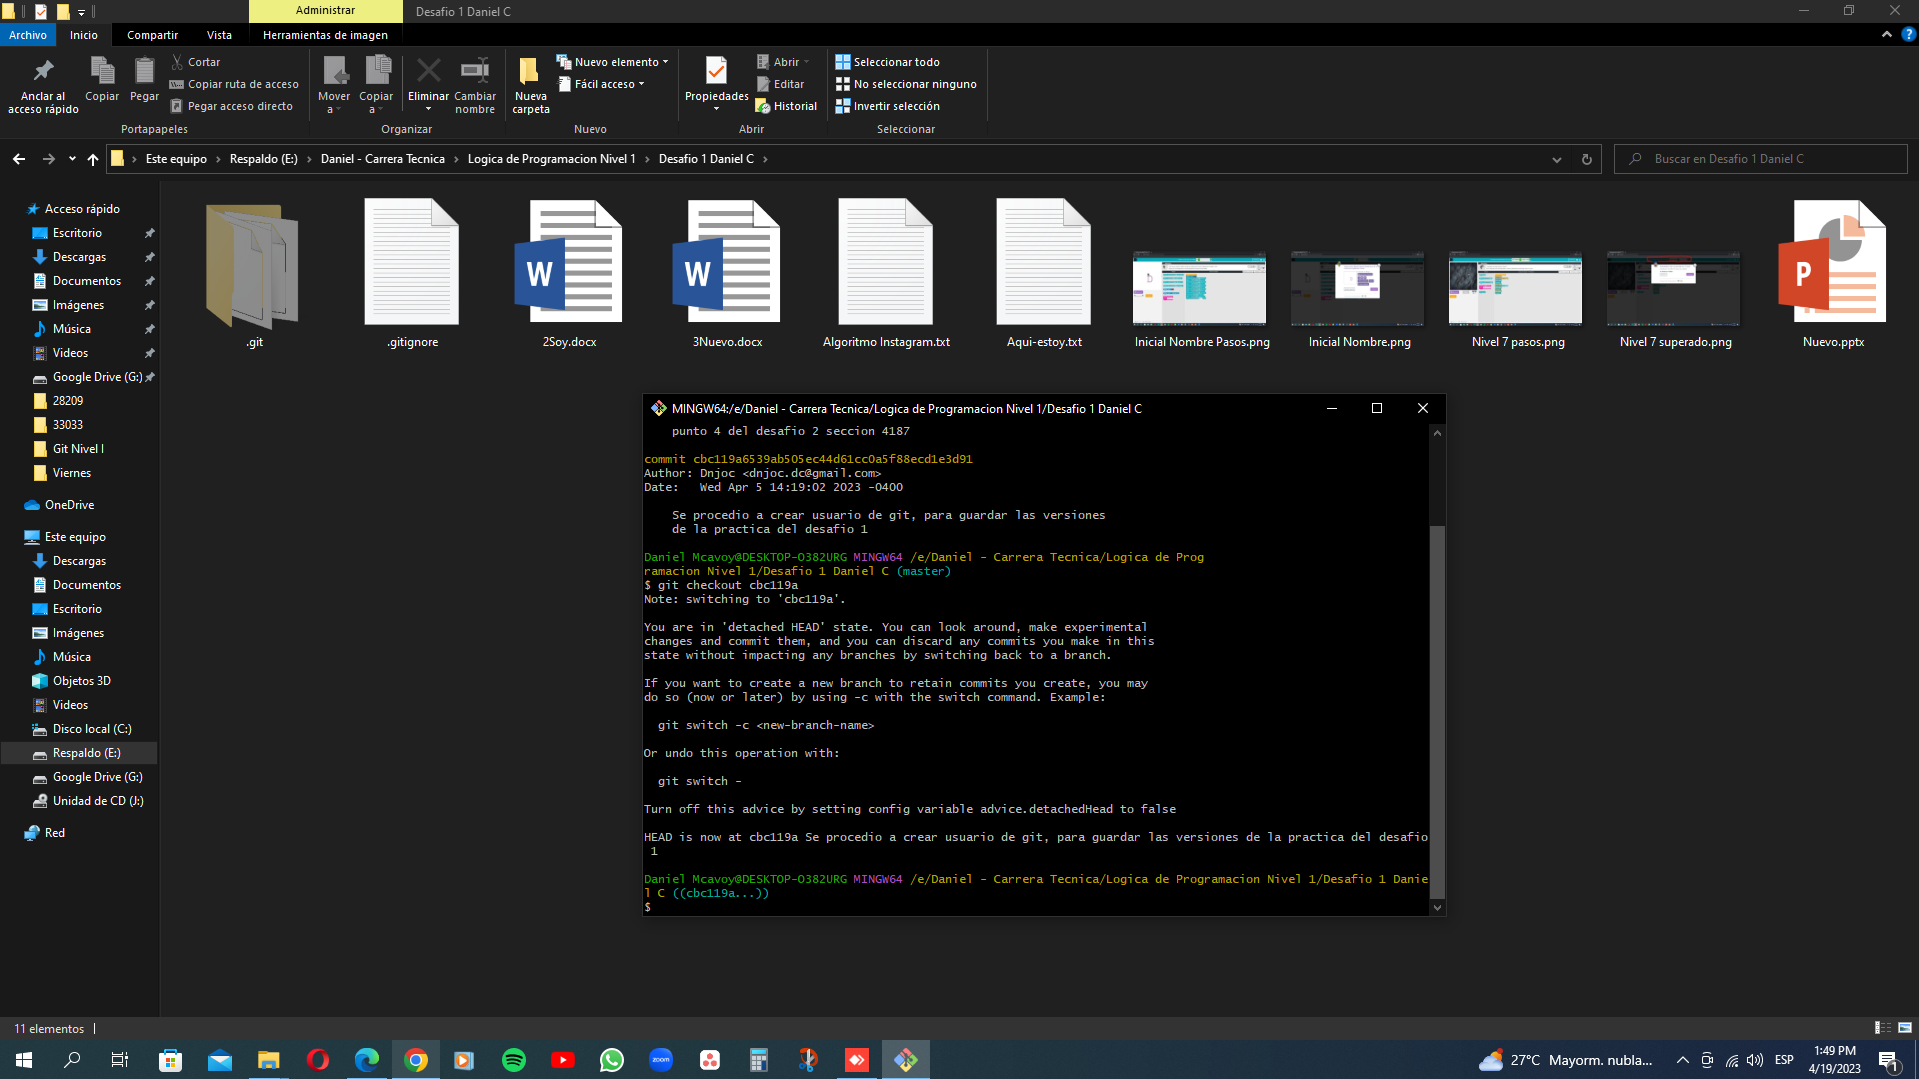 Administrar
Desafio 1 Daniel C
Archivo
Inicio
Compartir
Vista
Herramientas de imagen
Anclar al
acceso rápido
Copiar
Pegar
Cortar
Copiar ruta de acceso
Pegar acceso directo
Portapapeles
Mover
a
Copiar
a
Eliminar
Cambiar
nombre
Organizar
Nueva
carpeta
Nuevo elemento
Fácil acceso
Nuevo
Propiedades
Abrir
Editar
Historial
Abrir
Seleccionar todo
No seleccionar ninguno
Invertir selección
Seleccionar
Este equipo
Respaldo (E:)
Daniel - Carrera Tecnica
Logica de Programacion Nivel 1
Desafio 1 Daniel C
Buscar en Desafio 1 Daniel C
Acceso rápido
Escritorio
Descargas
Documentos
Imágenes
Música
Videos
Google Drive (G:)
28209
33033
Git Nivel I
Viernes
OneDrive
Este equipo
Descargas
Documentos
Escritorio
Imágenes
Música
Objetos 3D
Videos
Disco local (C:)
Respaldo (E:)
Google Drive (G:)
Unidad de CD (J:)
Red
.git
.gitignore
2Soy.docx
3Nuevo.docx
Algoritmo Instagram.txt
Aqui-estoy.txt
Inicial Nombre Pasos.png
Inicial Nombre.png
Nivel 7 pasos.png
Nivel 7 superado.png
Nuevo.pptx
W
W
P
MINGW64:/e/Daniel - Carrera Tecnica/Logica de Programacion Nivel 1/Desafio 1 Daniel C
punto 4 del desafio 2 seccion 4187
commit cbc119a6539ab505ec44d61cc0a5f88ecd1e3d91
Author: Dnjoc <dnjoc.dc@gmail.com>
Date:   Wed Apr 5 14:19:02 2023 -0400
Se procedio a crear usuario de git, para guardar las versiones
de la practica del desafio 1
Daniel Mcavoy@DESKTOP-O382URG MINGW64 /e/Daniel - Carrera Tecnica/Logica de Prog
ramacion Nivel 1/Desafio 1 Daniel C (master)
$ git checkout cbc119a
Note: switching to 'cbc119a'.
You are in 'detached HEAD' state. You can look around, make experimental
changes and commit them, and you can discard any commits you make in this
state without impacting any branches by switching back to a branch.
If you want to create a new branch to retain commits you create, you may
do so (now or later) by using -c with the switch command. Example:
git switch -c <new-branch-name>
Or undo this operation with:
git switch -
Turn off this advice by setting config variable advice.detachedHead to false
HEAD is now at cbc119a Se procedio a crear usuario de git, para guardar las versiones de la practica del desafio
1
Daniel Mcavoy@DESKTOP-O382URG MINGW64 /e/Daniel - Carrera Tecnica/Logica de Programacion Nivel 1/Desafio 1 Danie
l C ((cbc119a...))
$
11 elementos
zoom
27°C Mayorm. nubla...
ESP
1:49 PM
4/19/2023
1